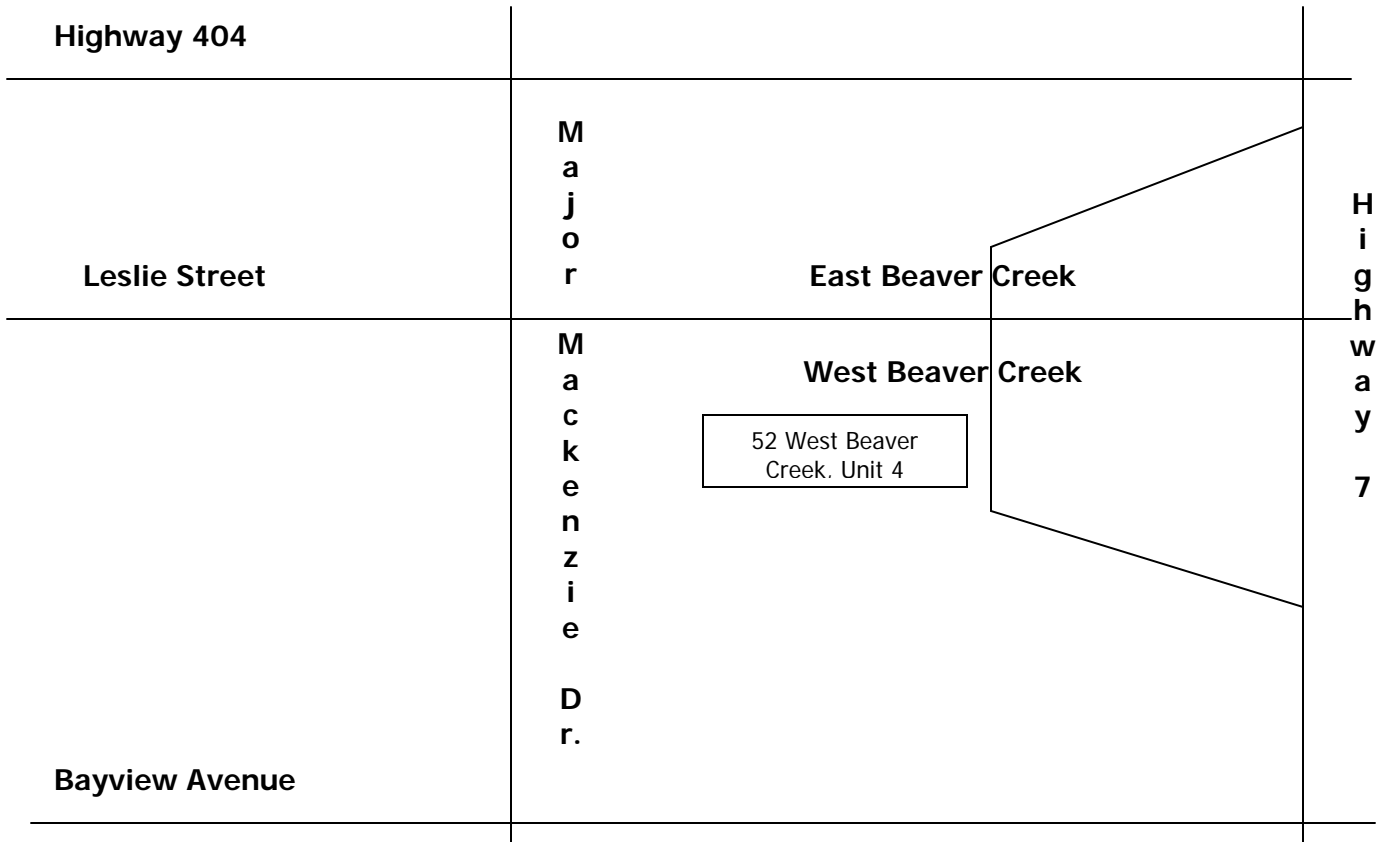 Highway 404
Major Mackenzie Dr.
Highway 7
Leslie Street
East Beaver Creek
West Beaver Creek
52 West Beaver
Creek. Unit 4
Bayview Avenue